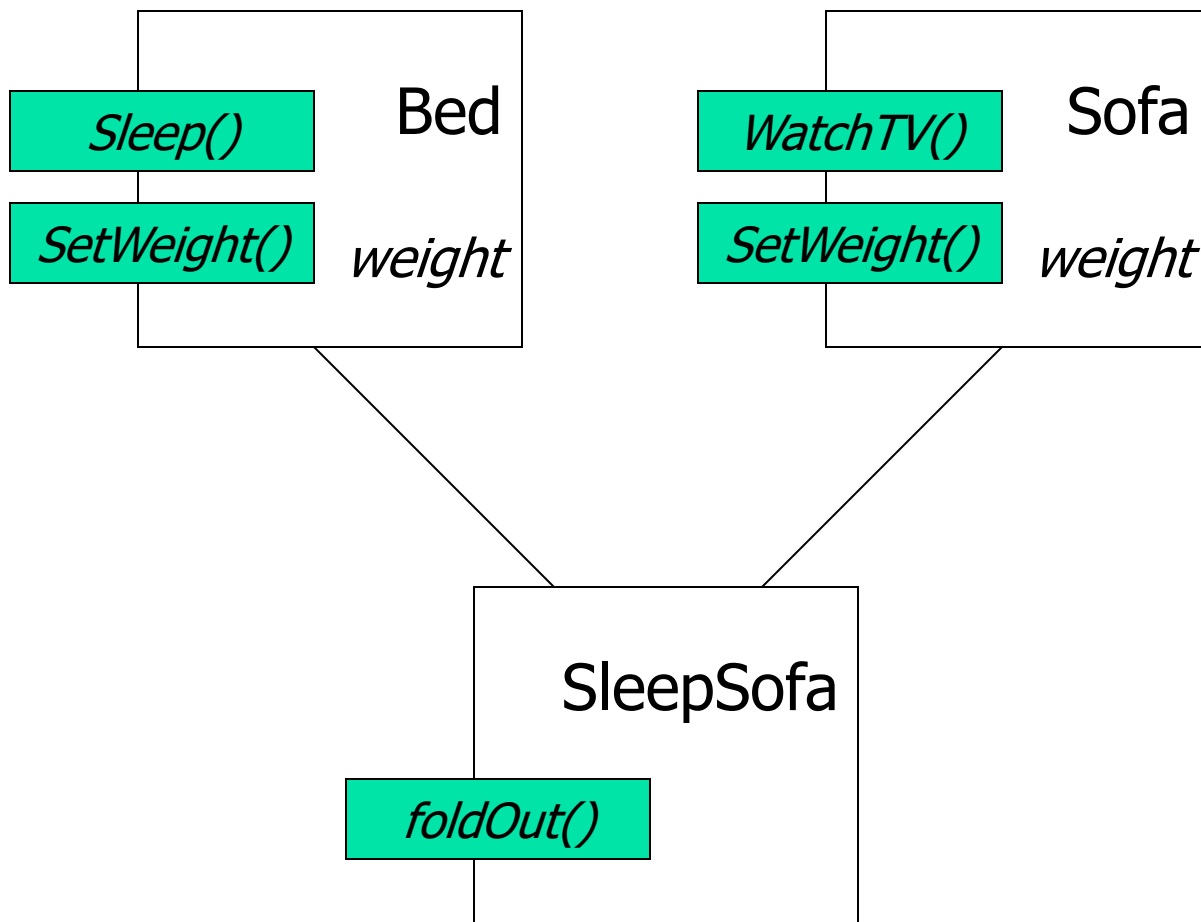 Bed
Sleep()
SetWeight()
weight
Sofa
WatchTV()
SetWeight()
weight
SleepSofa
foldOut()